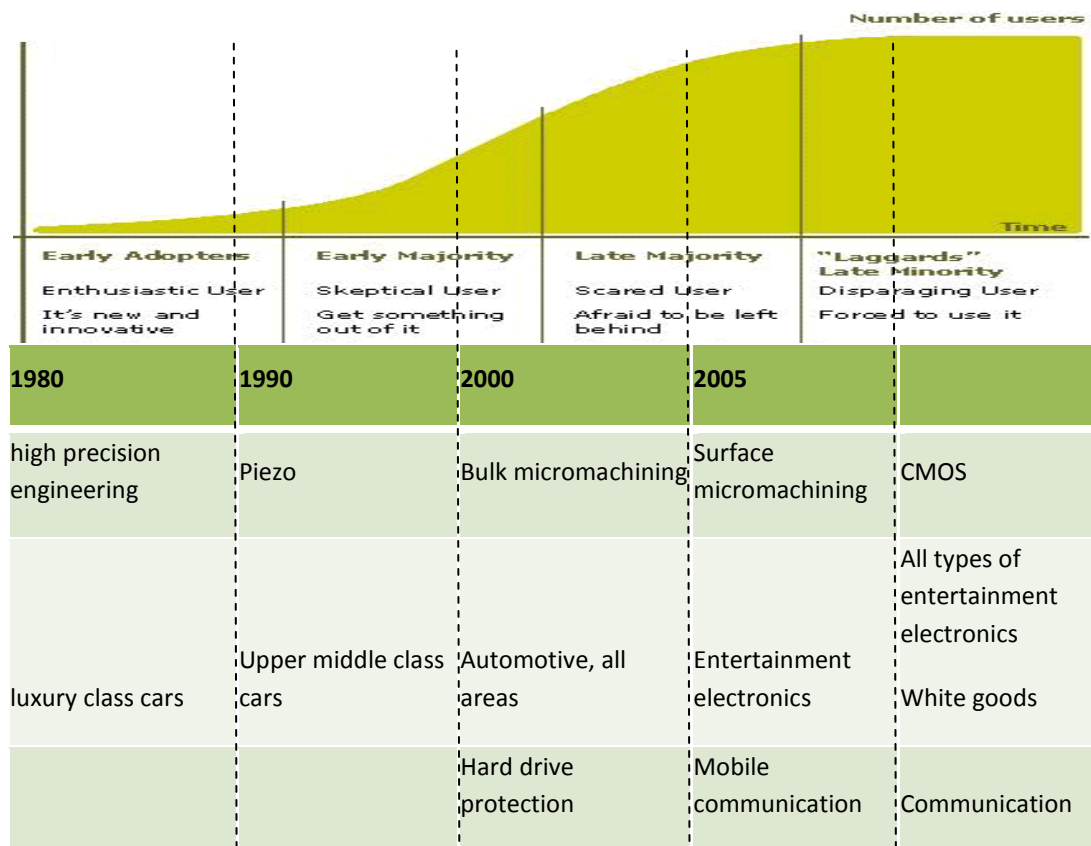 Number of users
Time
Early Adopters
Enthusiastic User
It's new and
innovative
Early Majority
Skeptical User
Get something
out of it
Late Majority
Scared User
Afraid to be left
behind
"Laggards"
Late Minority
Disparaging User
Forced to use it
1980
1990
2000
2005
high precision
engineering
Piezo
Bulk micromachining
Surface
micromachining
CMOS
luxury class cars
Upper middle class
cars
Automotive, all
areas
Entertainment
electronics
All types of
entertainment
electronics
White goods
Hard drive
protection
Mobile
communication
Communication